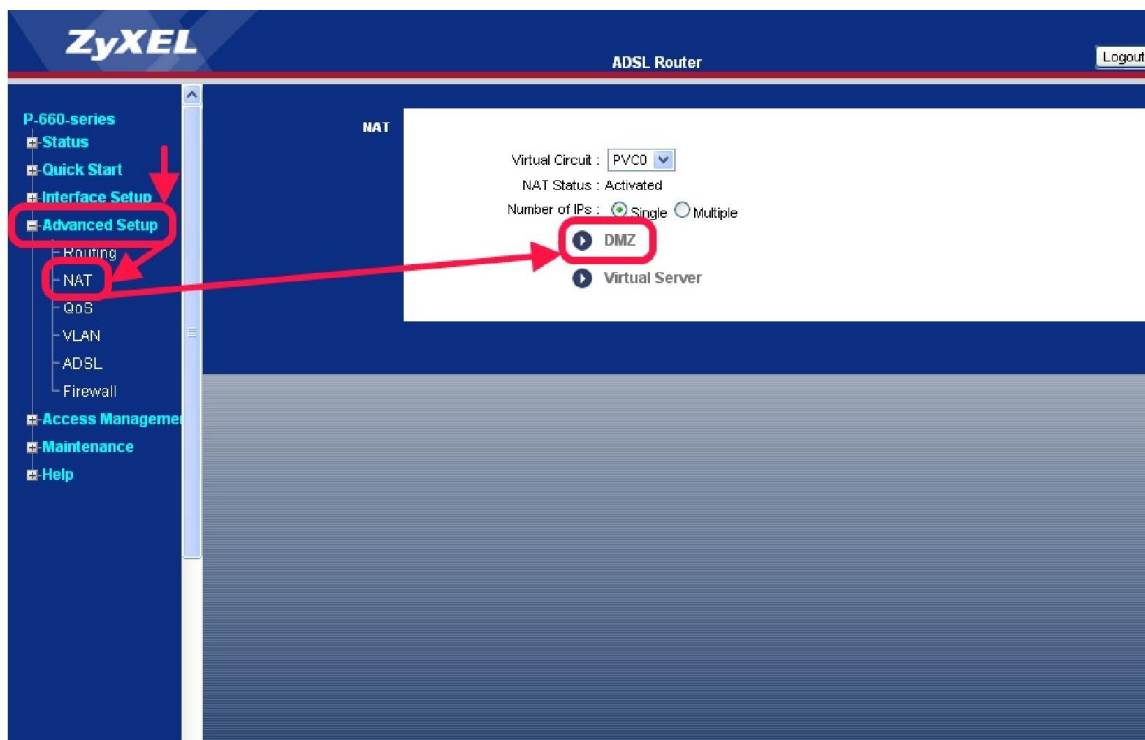 ZyXEL
ADSL Router
Logout
P-660-series
Status
Quick Start
Interface Setup
Advanced Setup
Routing
NAT
QoS
VLAN
ADSL
Firewall
Access Managemen
Maintenance
Help
NAT
Virtual Circuit : PVC0
NAT Status : Activated
Number of IPs : Single Multiple
DMZ
Virtual Server